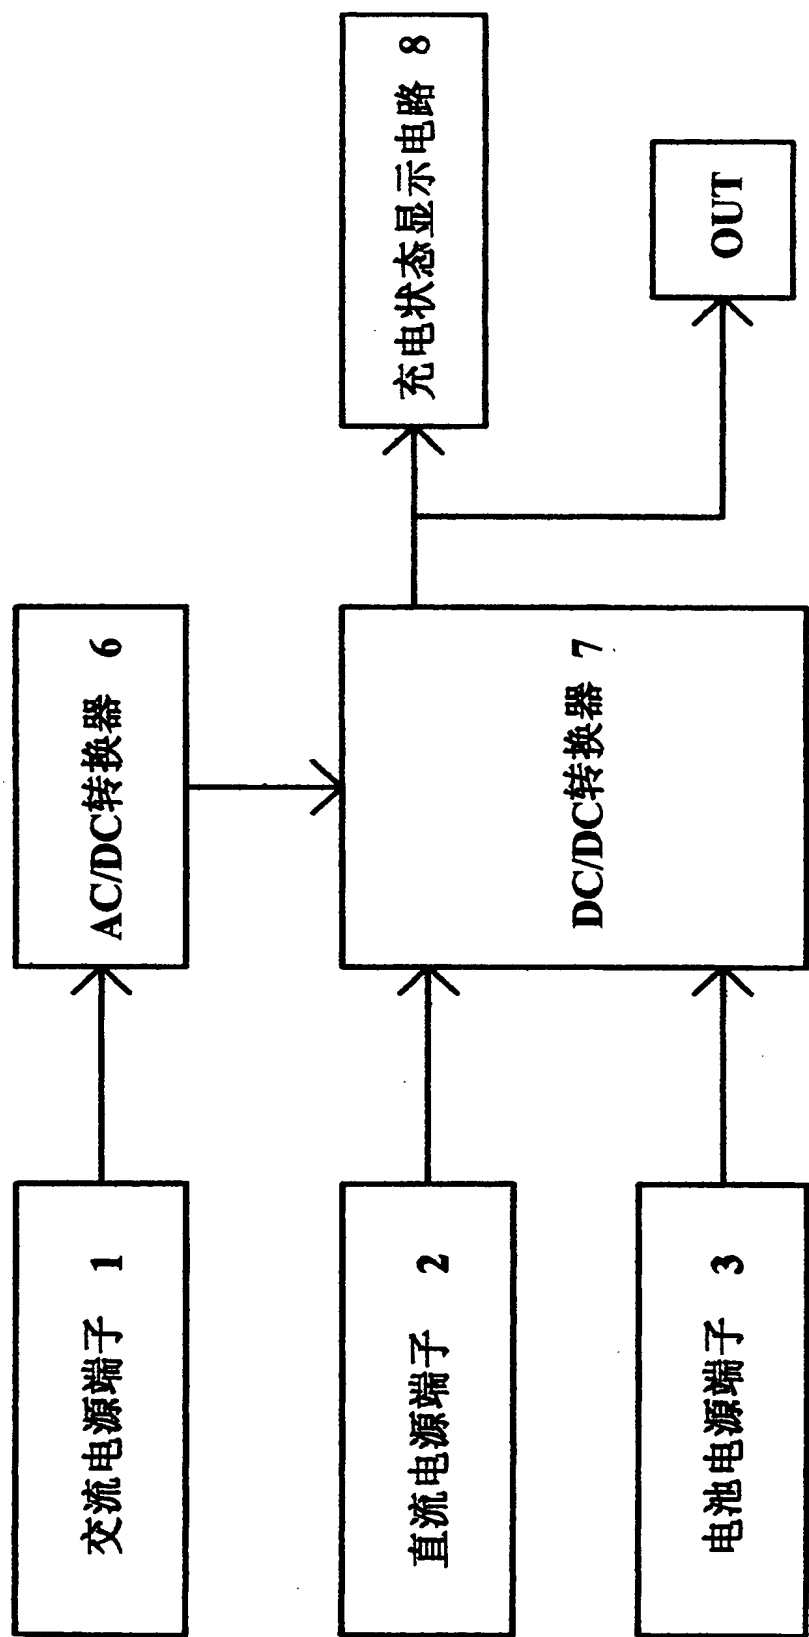 交流电源端子 1
AC/DC转换器 6
直流电源端子 2
DC/DC转换器 7
充电状态显示电路 8
电池电源端子 3
OUT